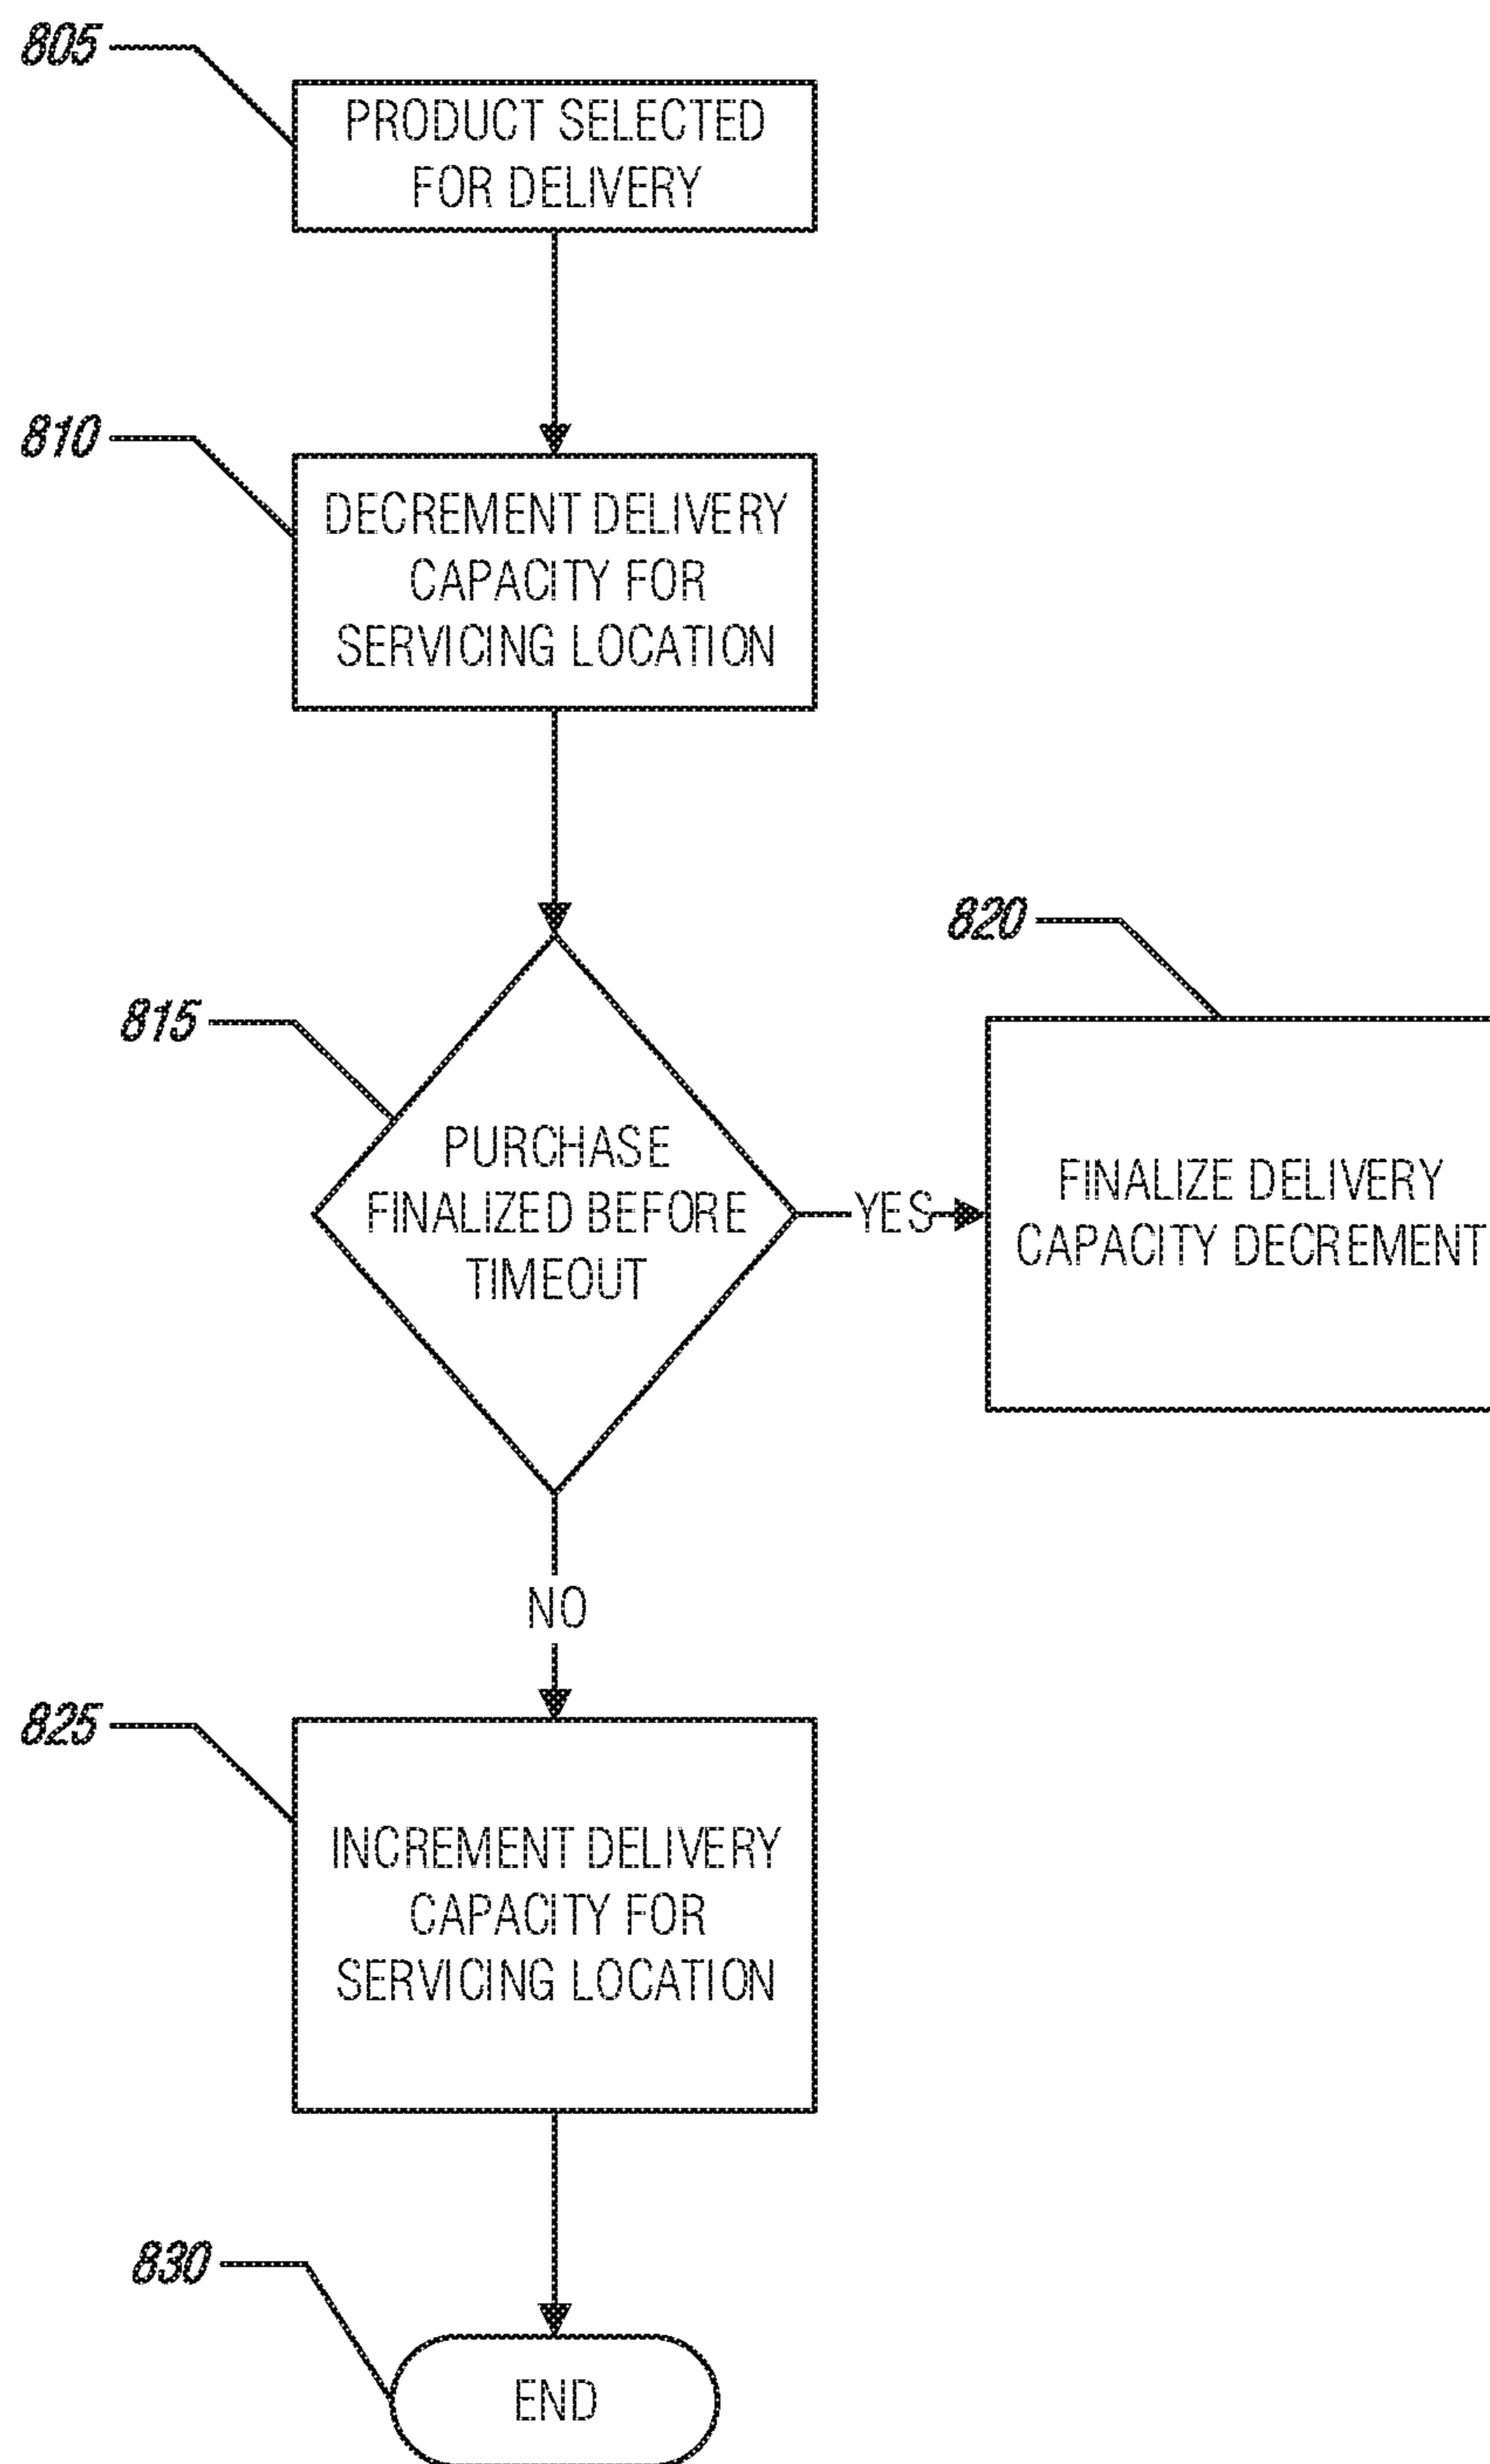 805
PRODUCT SELECTED
FOR DELIVERY
810
DECREMENT DELIVERY
CAPACITY FOR
SERVICING LOCATION
815
PURCHASE
FINALIZED BEFORE
TIMEOUT
YES
820
FINALIZE DELIVERY
CAPACITY DECREMENT
NO
825
INCREMENT DELIVERY
CAPACITY FOR
SERVICING LOCATION
830
END